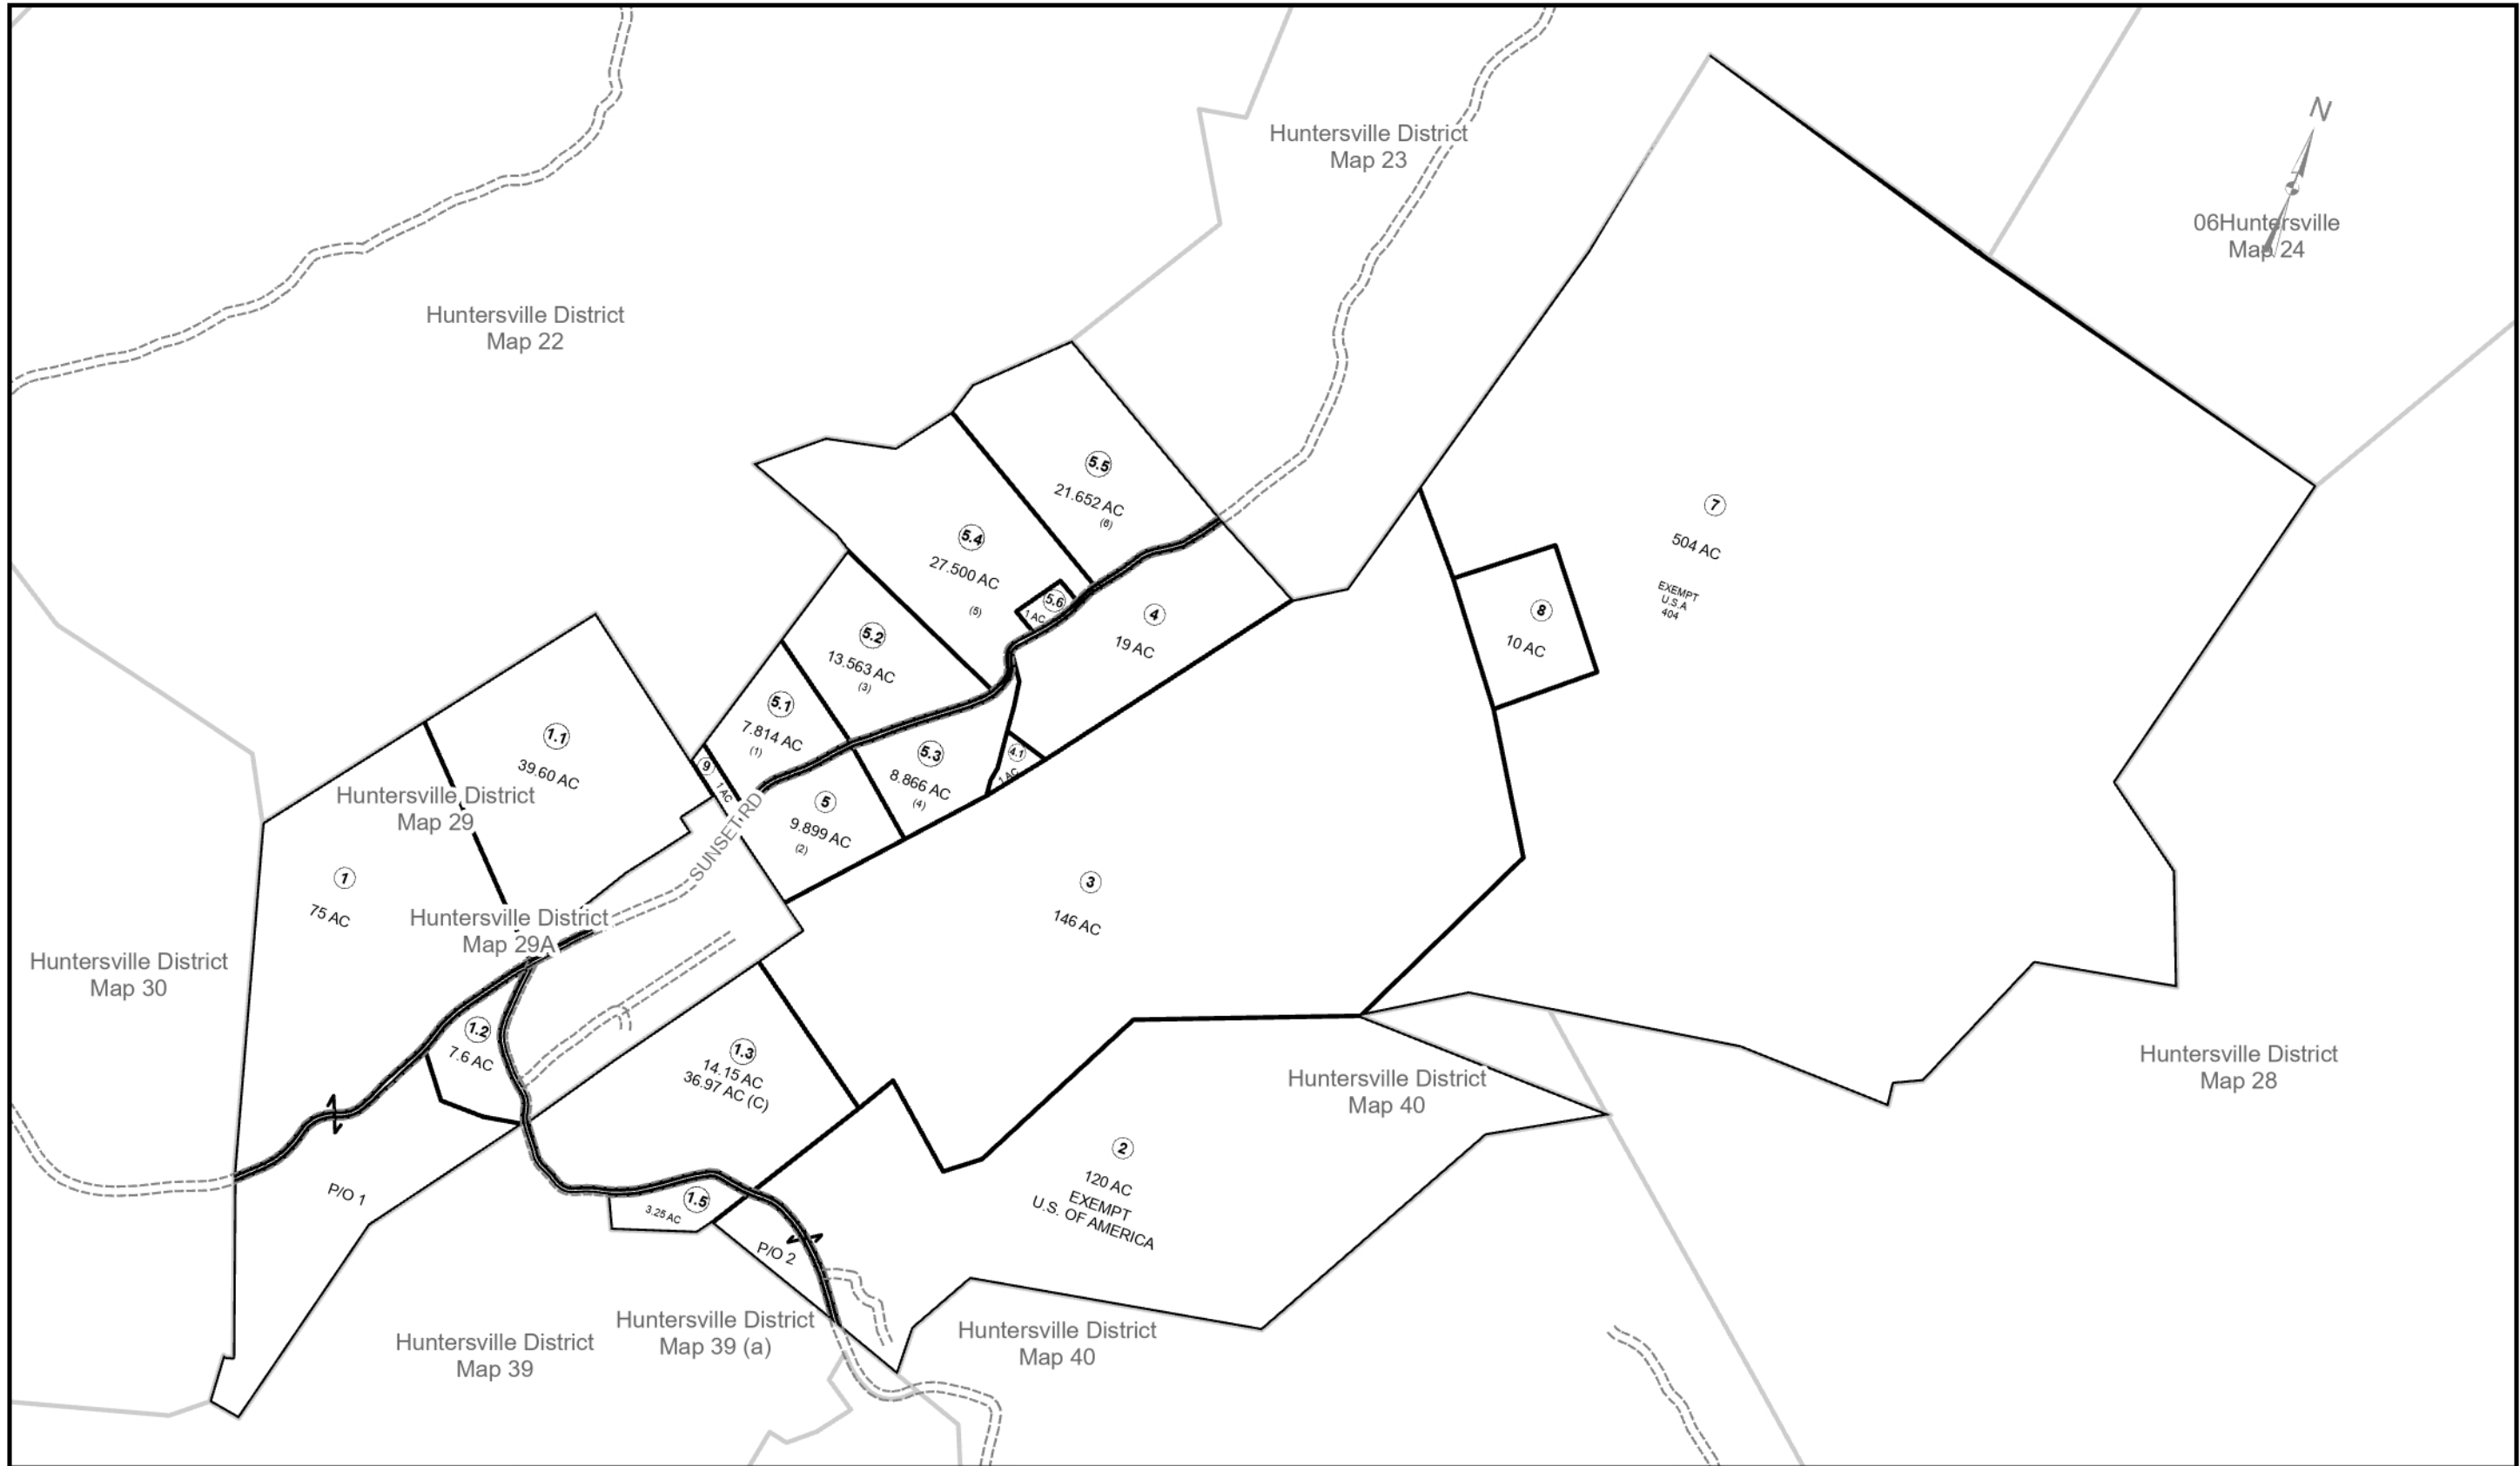 Huntersville District
Map 23
N
06Huntersville
Map 24
Huntersville District
Map 22
5.5
21.652 AC
(6)
7
504 AC
EXEMPT
U.S.A
404
5.4
27.500 AC
(5)
5.6
1 AC
4
19 AC
8
10 AC
5.2
13.563 AC
(3)
5.1
7.814 AC
(1)
1.1
39.60 AC
9
1 AC
5.3
8.866 AC
(4)
4.1
1 AC
Huntersville District
Map 29
5
9.899 AC
(2)
SUNSET RD
1
75 AC
3
146 AC
Huntersville District
Map 29A
Huntersville District
Map 30
1.2
7.6 AC
1.3
14.15 AC
36.97 AC (C)
Huntersville District
Map 40
Huntersville District
Map 28
2
120 AC
EXEMPT
U.S. OF AMERICA
P/O 1
1.5
3.25 AC
P/O 2
Huntersville District
Map 39
Huntersville District
Map 39 (a)
Huntersville District
Map 40